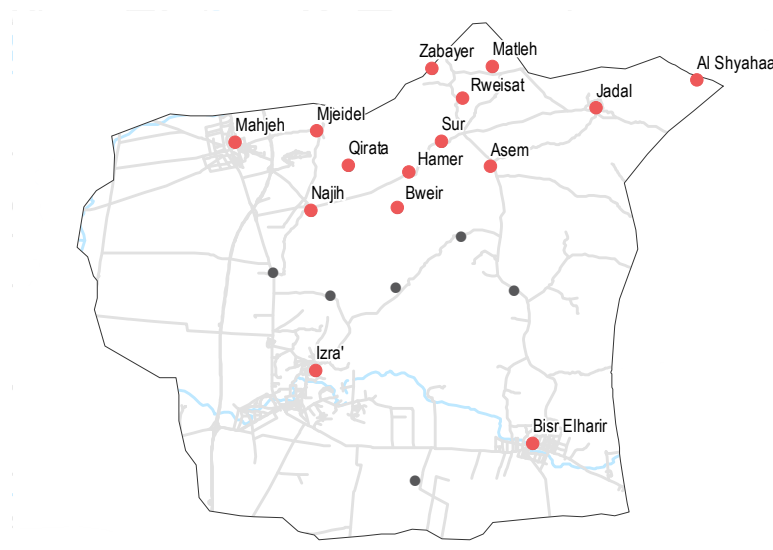 Zabayer
Matleh
Al Shyahaa
Rweisat
Jadal
Mjeidel
Sur
Mahjeh
Qirata
Hamer
Asem
Najih
Bweir
Izra'
Bisr Elharir